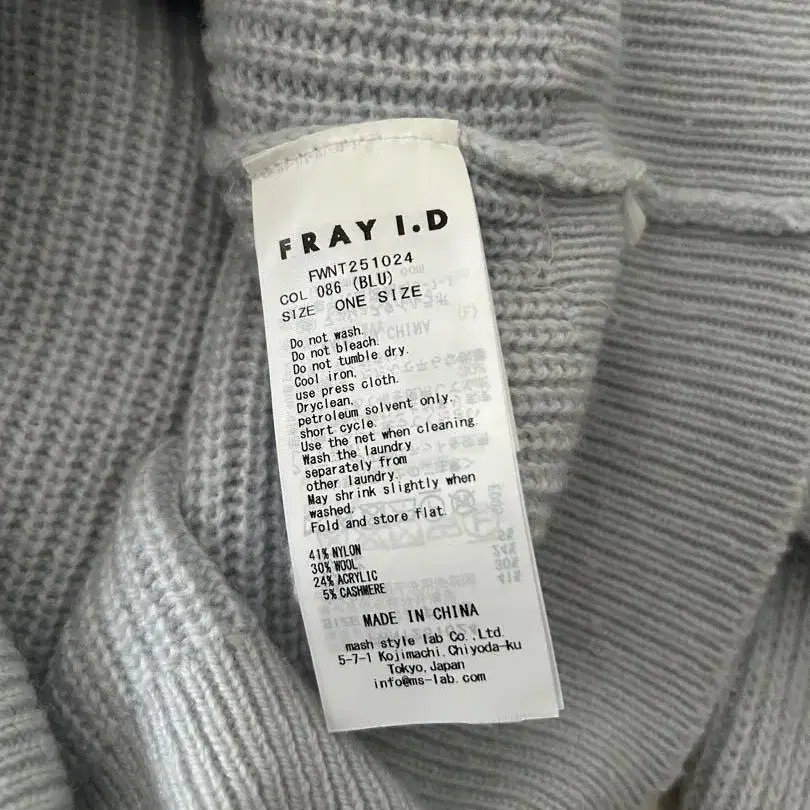 FRAY I.D
FWNT251024
COL 086 (BLU)
SIZE ONE SIZE
Do not wash.
Do not bleach.
Do not tumble dry.
Cool iron.
use press cloth.
Dryclean.
petroleum solvent only.
short cycle.
Use the net when cleaning
Wash the laundry
separately from
other laundry.
May shrink slightly when
washed.
Fold and store flat.
41% NYLON
30% WOOL
24% ACRYLIC
5% CASHMERE
MADE IN CHINA
mash style lab Co.,Ltd.
5-7-1 Kojimachi,Chiyoda-ku
Tokyo,Japan
info@ms-lab.com